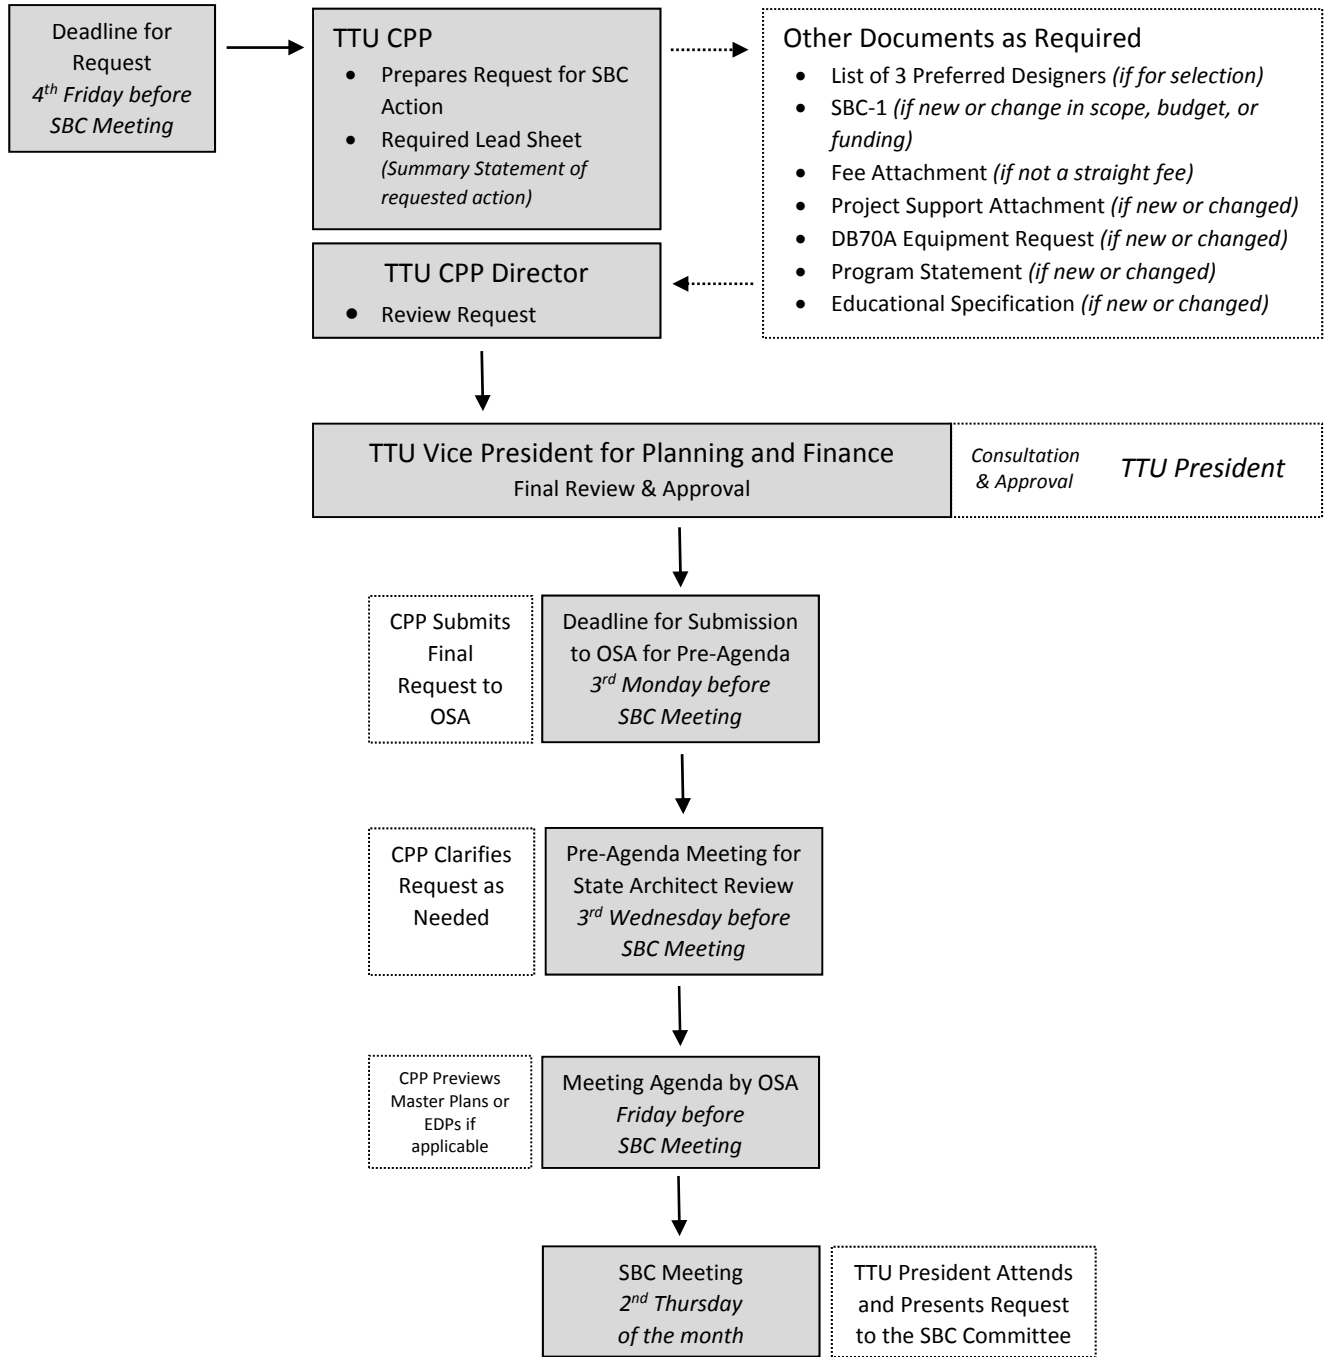 Deadline for
Request
4th Friday before
SBC Meeting
TTU CPP
• Prepares Request for SBC
Action
• Required Lead Sheet
(Summary Statement of
requested action)
Other Documents as Required
• List of 3 Preferred Designers (if for selection)
• SBC-1 (if new or change in scope, budget, or
funding)
• Fee Attachment (if not a straight fee)
• Project Support Attachment (if new or changed)
• DB70A Equipment Request (if new or changed)
• Program Statement (if new or changed)
• Educational Specification (if new or changed)
TTU CPP Director
• Review Request
TTU Vice President for Planning and Finance
Final Review & Approval
Consultation
& Approval
TTU President
CPP Submits
Final
Request to
OSA
Deadline for Submission
to OSA for Pre-Agenda
3rd Monday before
SBC Meeting
CPP Clarifies
Request as
Needed
Pre-Agenda Meeting for
State Architect Review
3rd Wednesday before
SBC Meeting
CPP Previews
Master Plans or
EDPs if
applicable
Meeting Agenda by OSA
Friday before
SBC Meeting
SBC Meeting
2nd Thursday
of the month
TTU President Attends
and Presents Request
to the SBC Committee